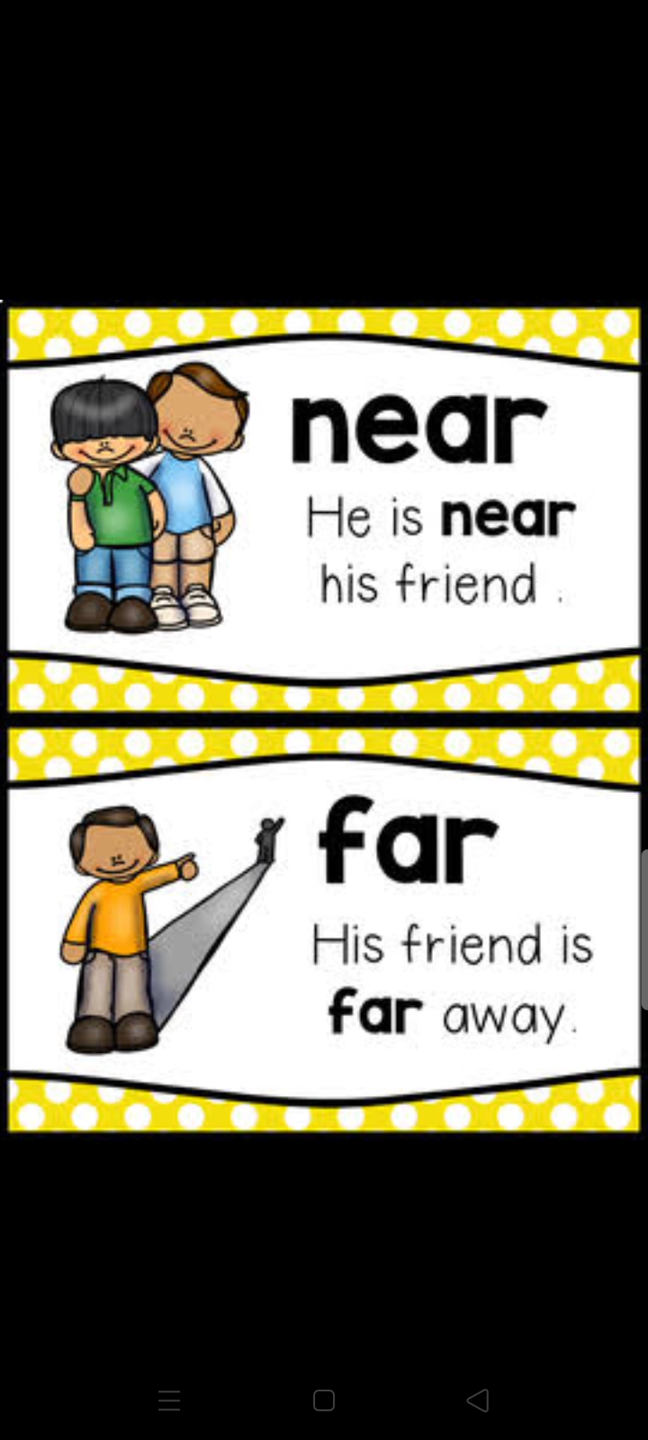 near
He is near
his friend .
far
His friend is
far away.